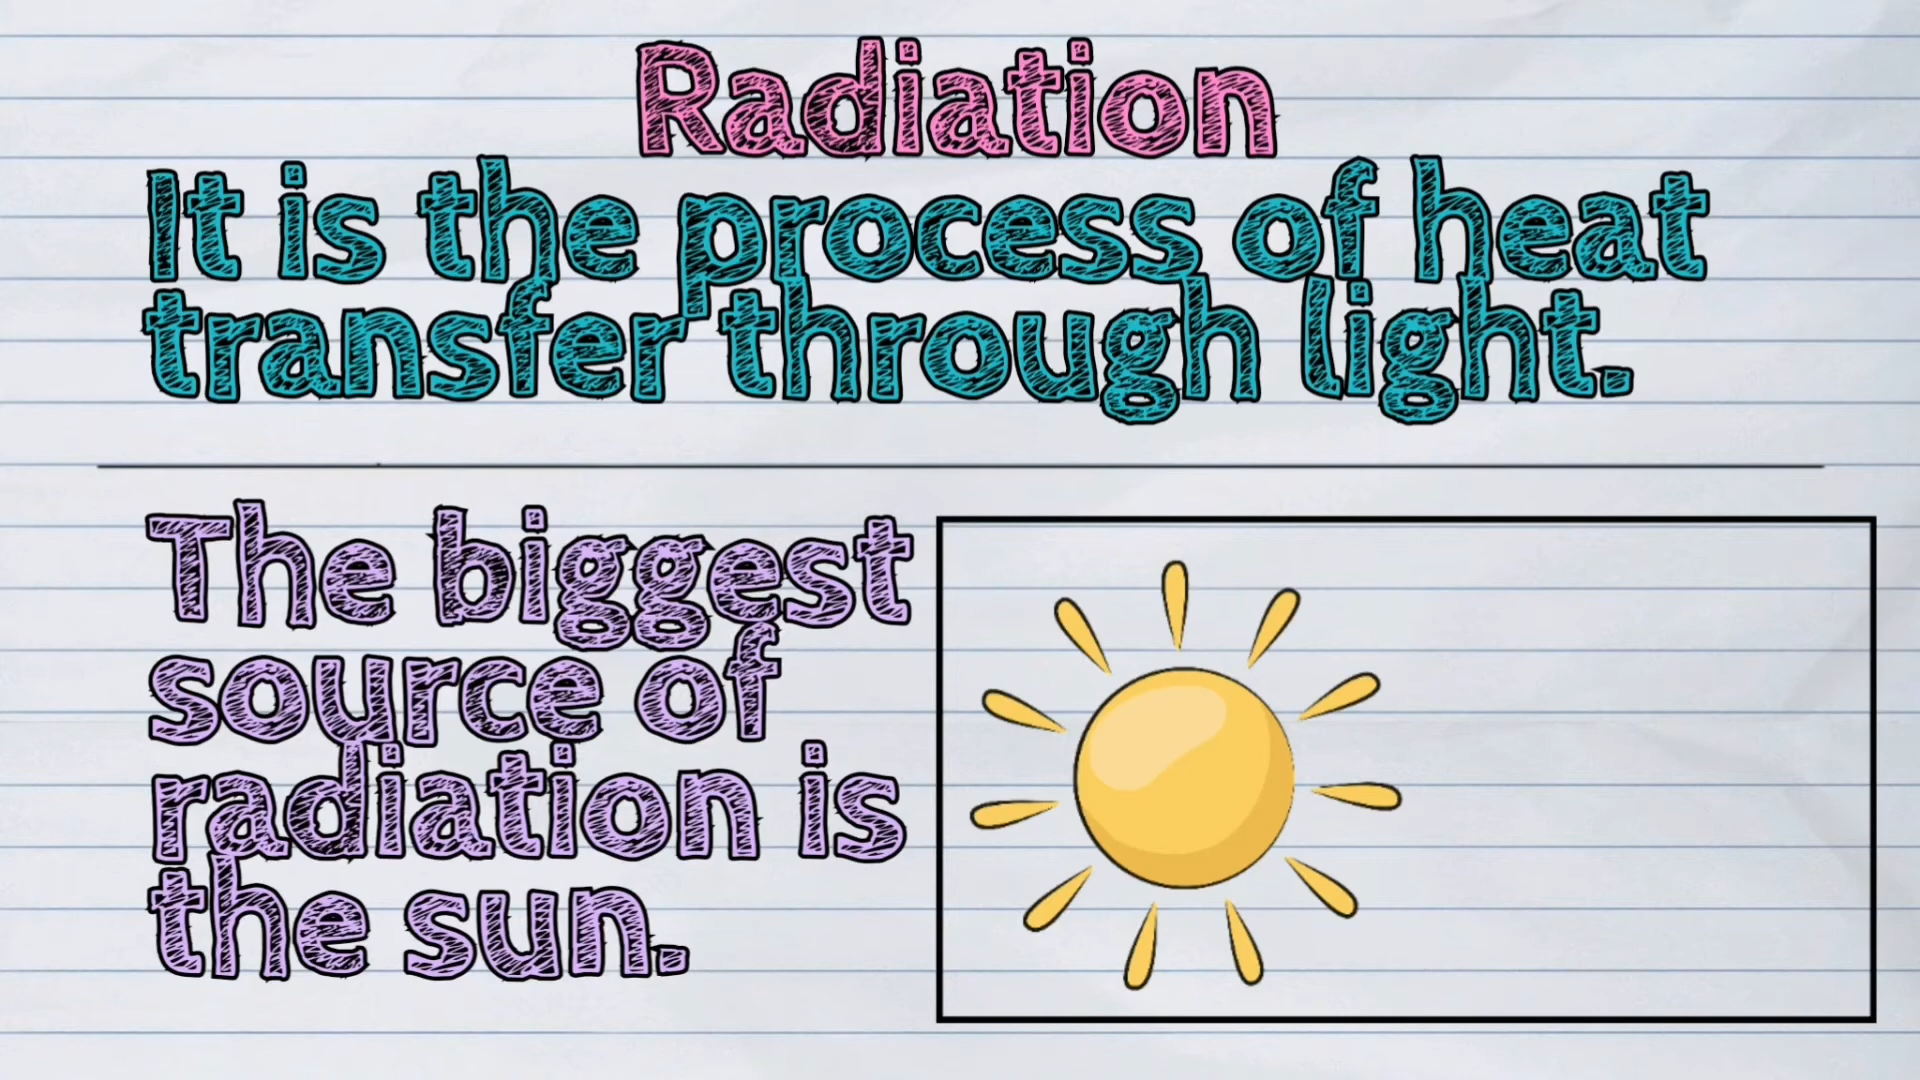 Radiation
It is the process of heat
transfer through light.
The biggest
source of
radiation is
the sun.